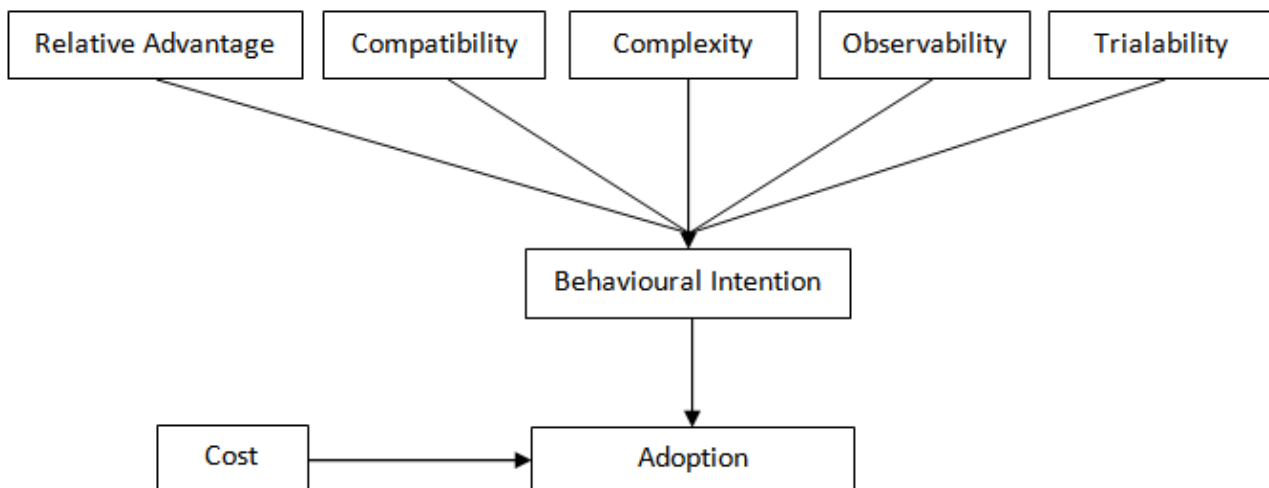 Relative Advantage
Compatibility
Complexity
Observability
Trialability
Behavioural Intention
Cost
Adoption